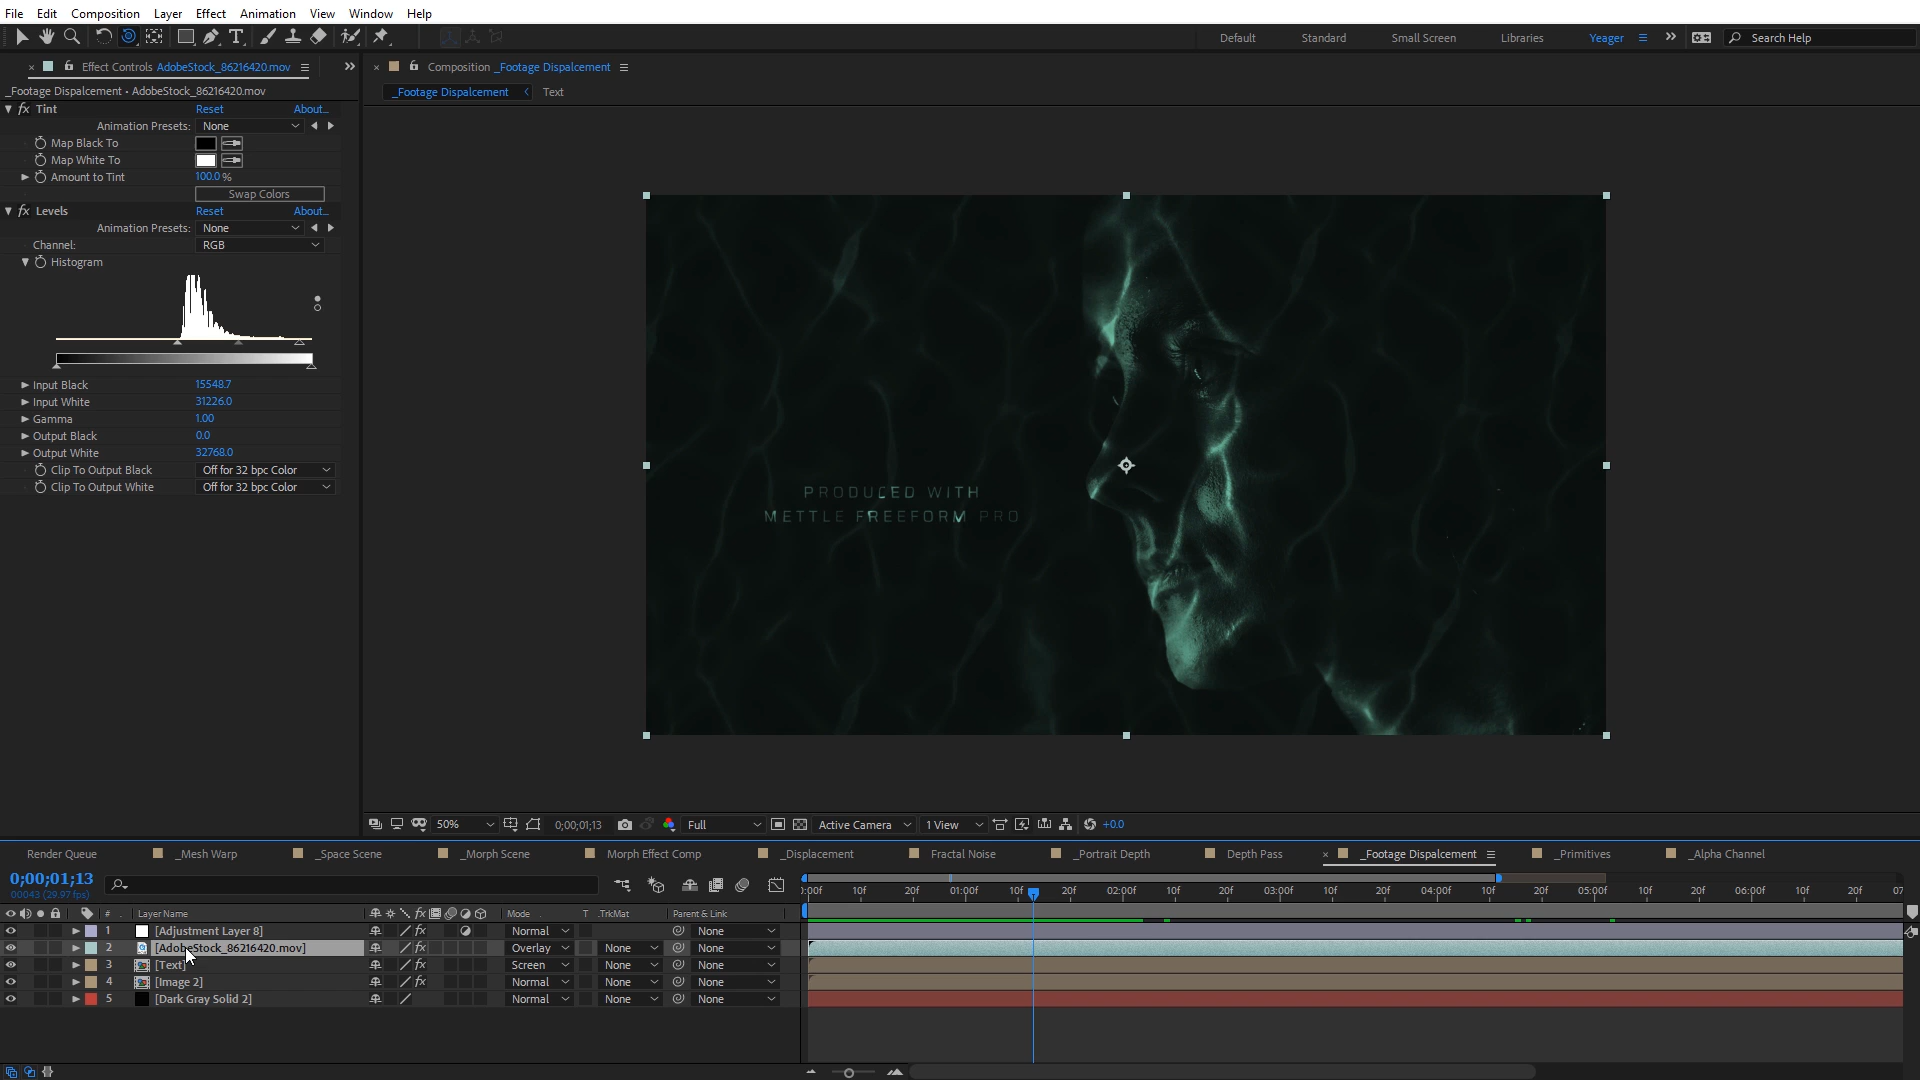 File Edit Composition Layer Effect Animation View Window Help
Default Standard Small Screen Libraries Yeager Search Help
Effect Controls AdobeStock_86216420.mov
_Footage Dispalcement • AdobeStock_86216420.mov
fx Tint Reset About...
Animation Presets: None
Map Black To
Map White To
Amount to Tint 100.0 %
Swap Colors
fx Levels Reset About...
Animation Presets: None
Channel: RGB
Histogram
Input Black 15548.7
Input White 31226.0
Gamma 1.00
Output Black 0.0
Output White 32768.0
Clip To Output Black Off for 32 bpc Color
Clip To Output White Off for 32 bpc Color
Composition _Footage Dispalcement
_Footage Dispalcement Text
PRODUCED WITH
METTLE FREEFORM PRO
50% 0;00;01;13 Full Active Camera 1 View +0.0
Render Queue _Mesh Warp _Space Scene _Morph Scene Morph Effect Comp _Displacement Fractal Noise _Portrait Depth Depth Pass _Footage Dispalcement _Primitives _Alpha Channel
0;00;01;13
00043 (29.97 fps)
):00f 10f 20f 01:00f 10f 20f 02:00f 10f 20f 03:00f 10f 20f 04:00f 10f 20f 05:00f 10f 20f 06:00f 10f 20f 07
# Layer Name Mode T .TrkMat Parent & Link
1 [Adjustment Layer 8] fx Normal None
2 [AdobeStock_86216420.mov] fx Overlay None None
3 [Text] fx Screen None None
4 [Image 2] fx Normal None None
5 [Dark Gray Solid 2] Normal None None